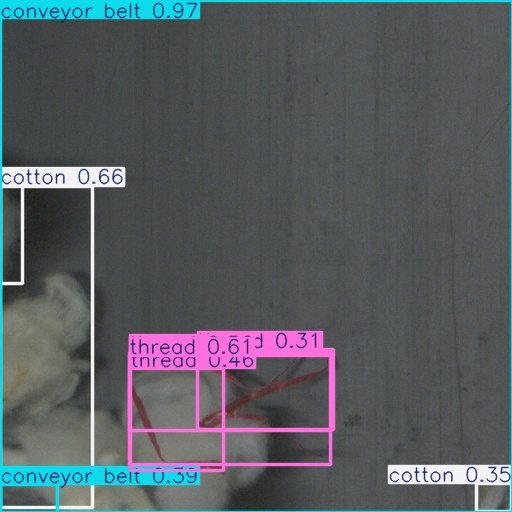 conveyor belt 0.97
cotton 0.66
thread 0.61
d 0.31
thread 0.46
cotton 0.35
conveyor belt 0.39